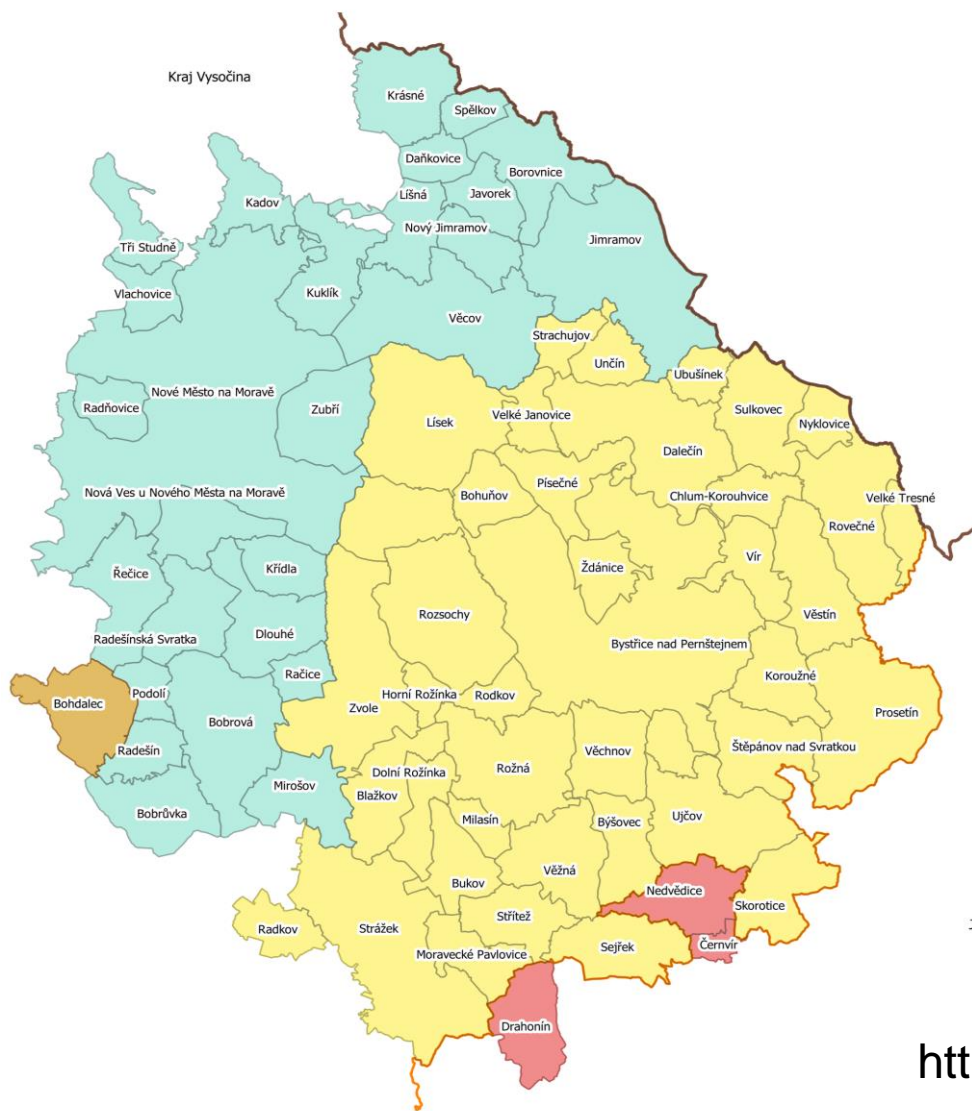 Kraj Vysočina
Krásné
Spělkov
Daňkovice
Borovnice
Líšná
Javorek
Kadov
Nový Jimramov
Jimramov
Tři Studně
Vlachovice
Kuklík
Věcov
Strachujov
Unčín
Ubušínek
Nové Město na Moravě
Radňovice
Zubří
Lísek
Velké Janovice
Sulkovec
Nyklovice
Dalečín
Nová Ves u Nového Města na Moravě
Bohuňov
Písečné
Chlum-Korouhvice
Velké Tresné
Rovečné
Řečice
Křídla
Ždánice
Vír
Rozsochy
Věstín
Radešínská Svratka
Dlouhé
Bystřice nad Pernštejnem
Račice
Koroužné
Bohdalec
Podolí
Horní Rožínka
Rodkov
Zvole
Prosetín
Bobrová
Radešín
Věchnov
Štěpánov nad Svratkou
Dolní Rožínka
Rožná
Mirošov
Blažkov
Bobrůvka
Milasín
Býšovec
Ujčov
Věžná
Bukov
Nedvědice
Skorotice
Střítež
Radkov
Strážek
Černvír
Sejřek
Moravecké Pavlovice
Drahonín
htt